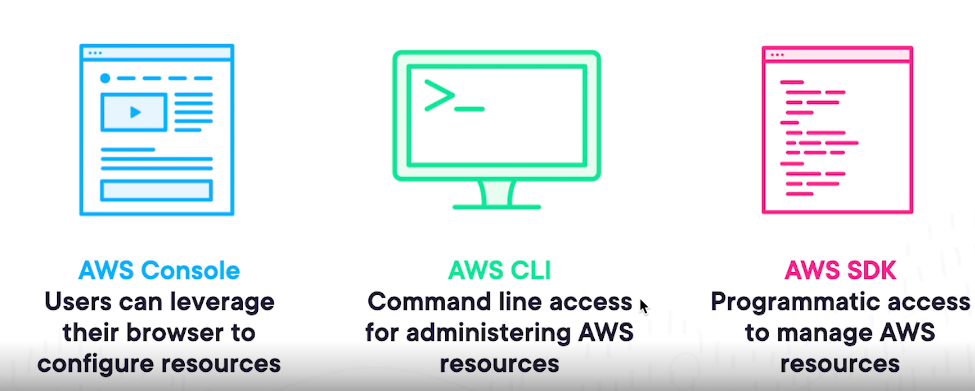 AWS Console
Users can leverage
their browser to
configure resources
AWS CLI
Command line access
for administering AWS
resources
AWS SDK
Programmatic access
to manage AWS
resources